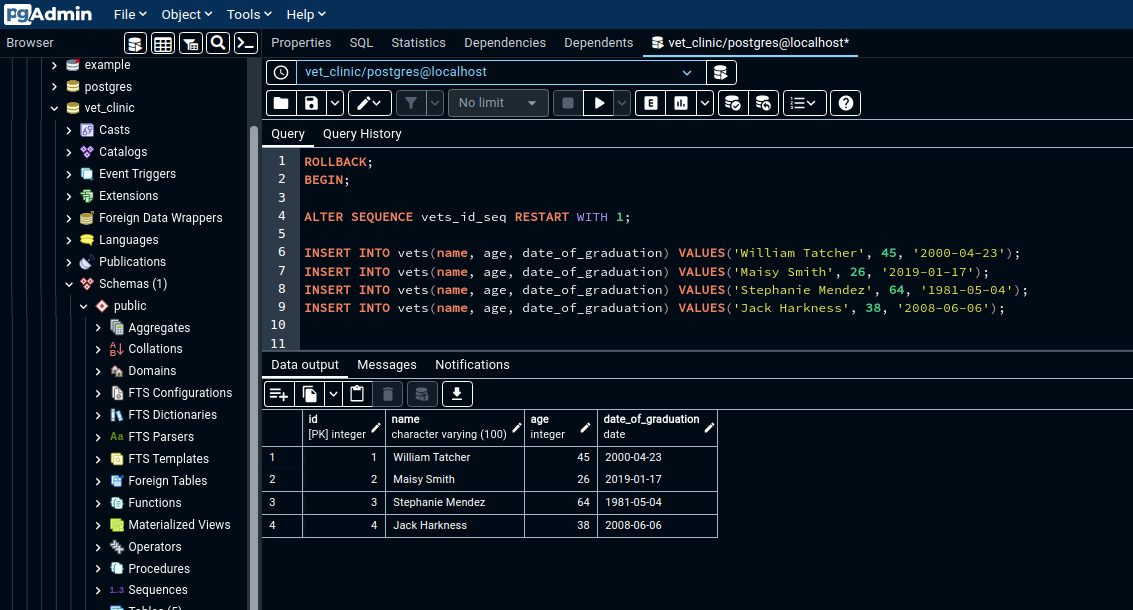 pgAdmin File Object Tools Help
Browser Properties SQL Statistics Dependencies Dependents vet_clinic/postgres@localhost*
example
postgres
vet_clinic
Casts
Catalogs
Event Triggers
Extensions
Foreign Data Wrappers
Languages
Publications
Schemas (1)
public
Aggregates
Collations
Domains
FTS Configurations
FTS Dictionaries
Aa FTS Parsers
FTS Templates
Foreign Tables
Functions
Materialized Views
Operators
Procedures
1..3 Sequences
Tables (5)
vet_clinic/postgres@localhost
No limit E
Query Query History
1 ROLLBACK;
2 BEGIN;
3
4 ALTER SEQUENCE vets_id_seq RESTART WITH 1;
5
6 INSERT INTO vets(name, age, date_of_graduation) VALUES('William Tatcher', 45, '2000-04-23');
7 INSERT INTO vets(name, age, date_of_graduation) VALUES('Maisy Smith', 26, '2019-01-17');
8 INSERT INTO vets(name, age, date_of_graduation) VALUES('Stephanie Mendez', 64, '1981-05-04');
9 INSERT INTO vets(name, age, date_of_graduation) VALUES('Jack Harkness', 38, '2008-06-06');
10
11
Data output Messages Notifications
id name age date_of_graduation
[PK] integer character varying (100) integer date
1 1 William Tatcher 45 2000-04-23
2 2 Maisy Smith 26 2019-01-17
3 3 Stephanie Mendez 64 1981-05-04
4 4 Jack Harkness 38 2008-06-06